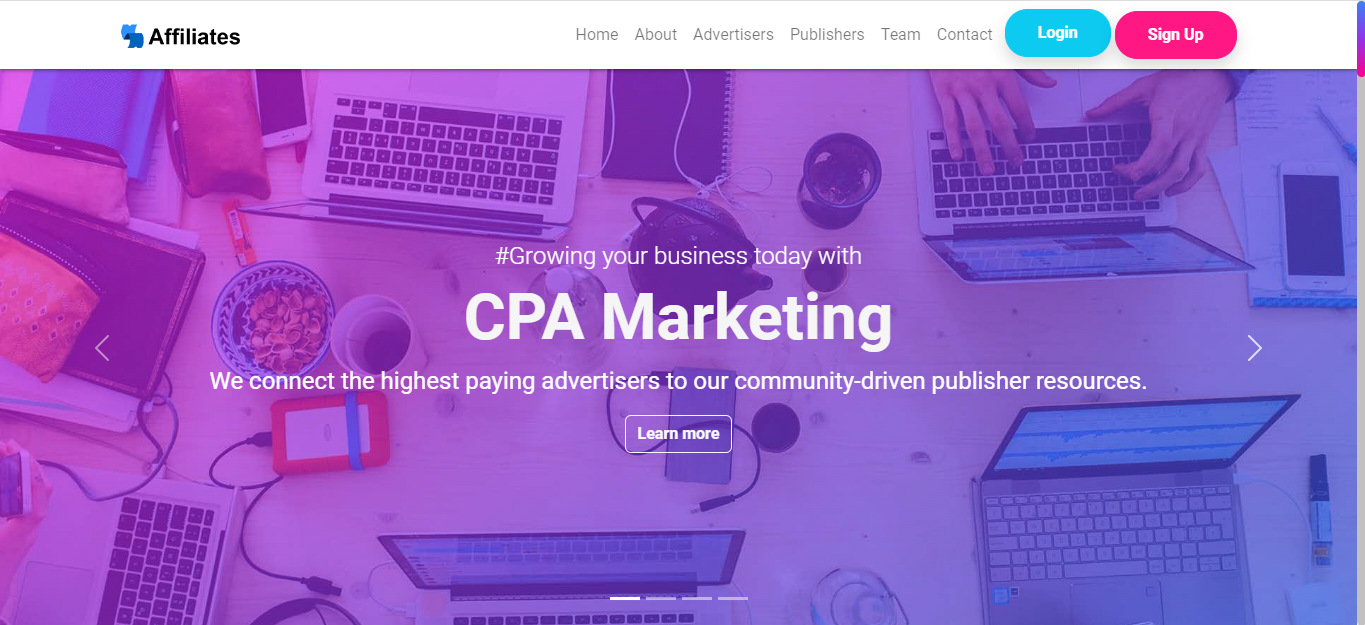 Affiliates
Home About Advertisers Publishers Team Contact Login Sign Up
#Growing your business today with
CPA Marketing
We connect the highest paying advertisers to our community-driven publisher resources.
Learn more